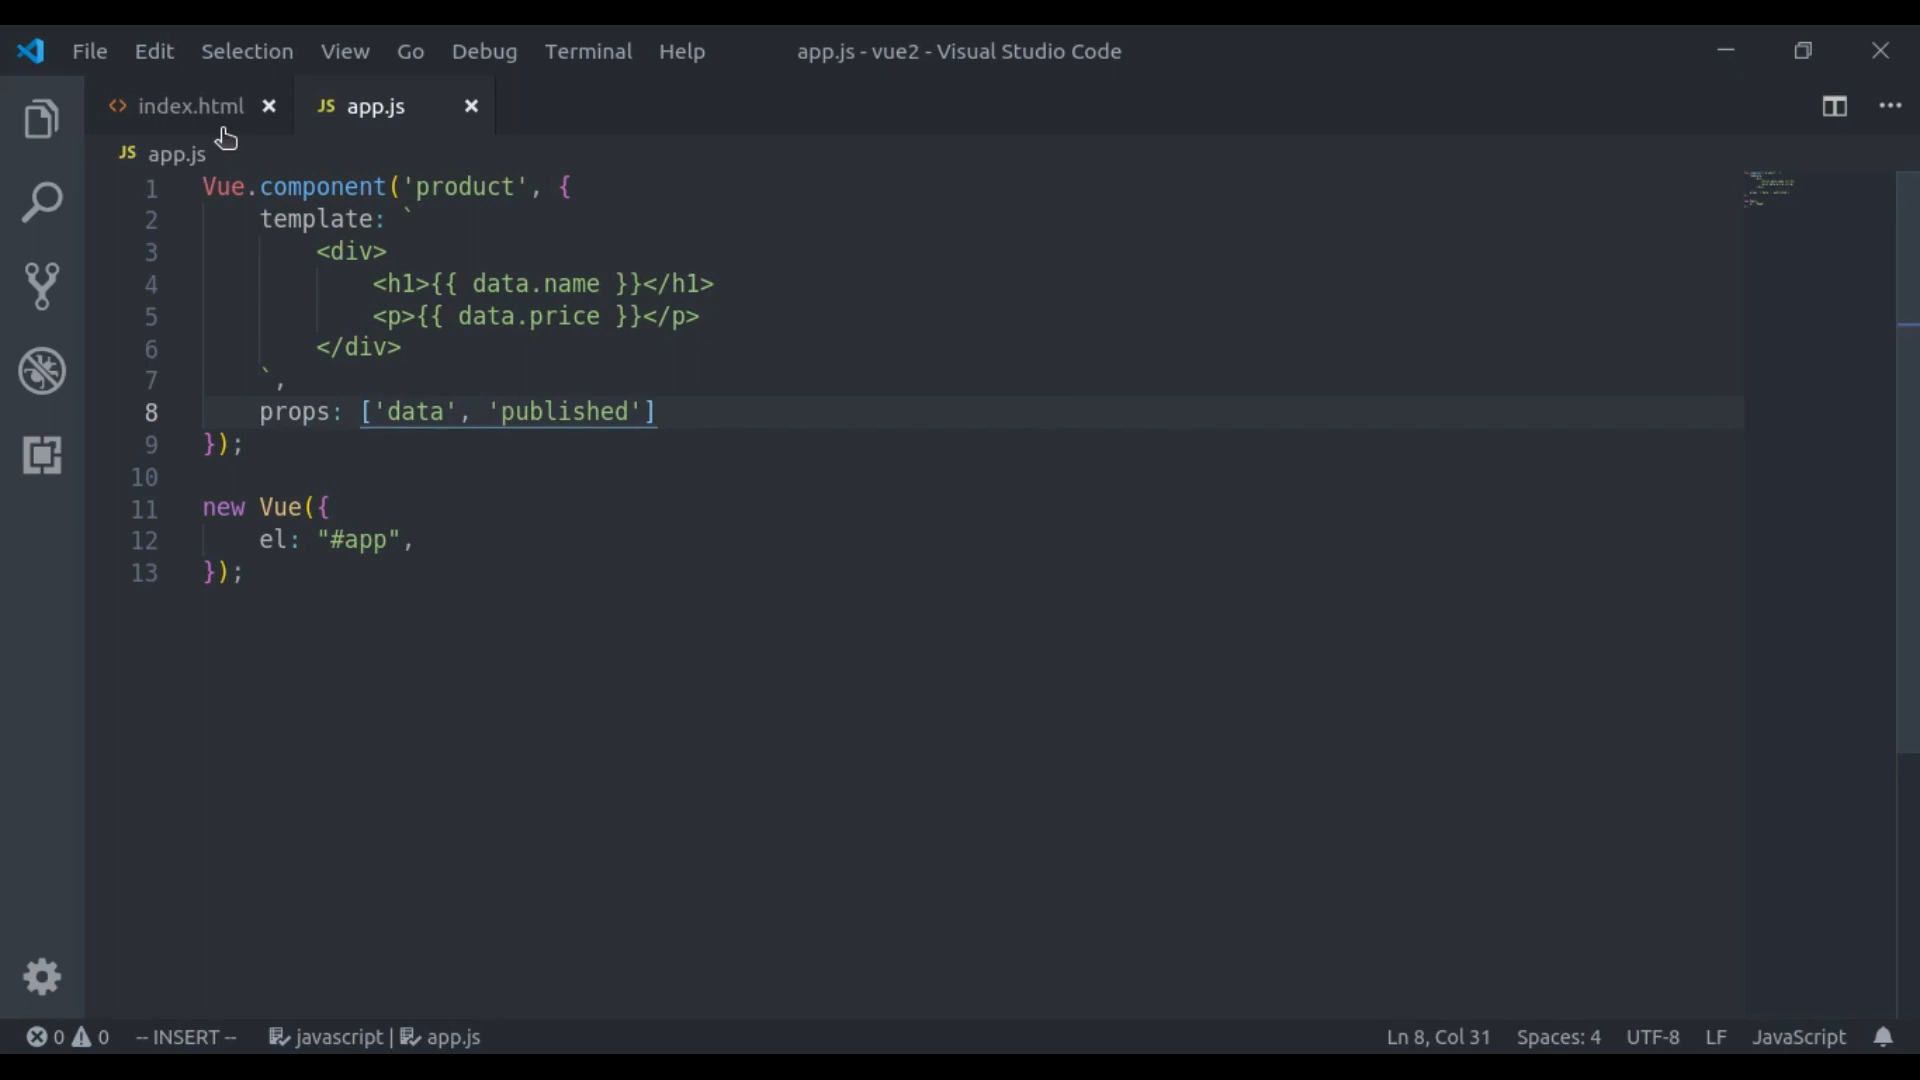 File Edit Selection View Go Debug Terminal Help app.js - vue2 - Visual Studio Code
<> index.html × JS app.js ×
JS app.js
1 Vue.component('product', {
2     template: `
3         <div>
4             <h1>{{ data.name }}</h1>
5             <p>{{ data.price }}</p>
6         </div>
7     `,
8     props: ['data', 'published']
9 });
10
11 new Vue({
12     el: "#app",
13 });
0 0 -- INSERT -- javascript | app.js Ln 8, Col 31 Spaces: 4 UTF-8 LF JavaScript